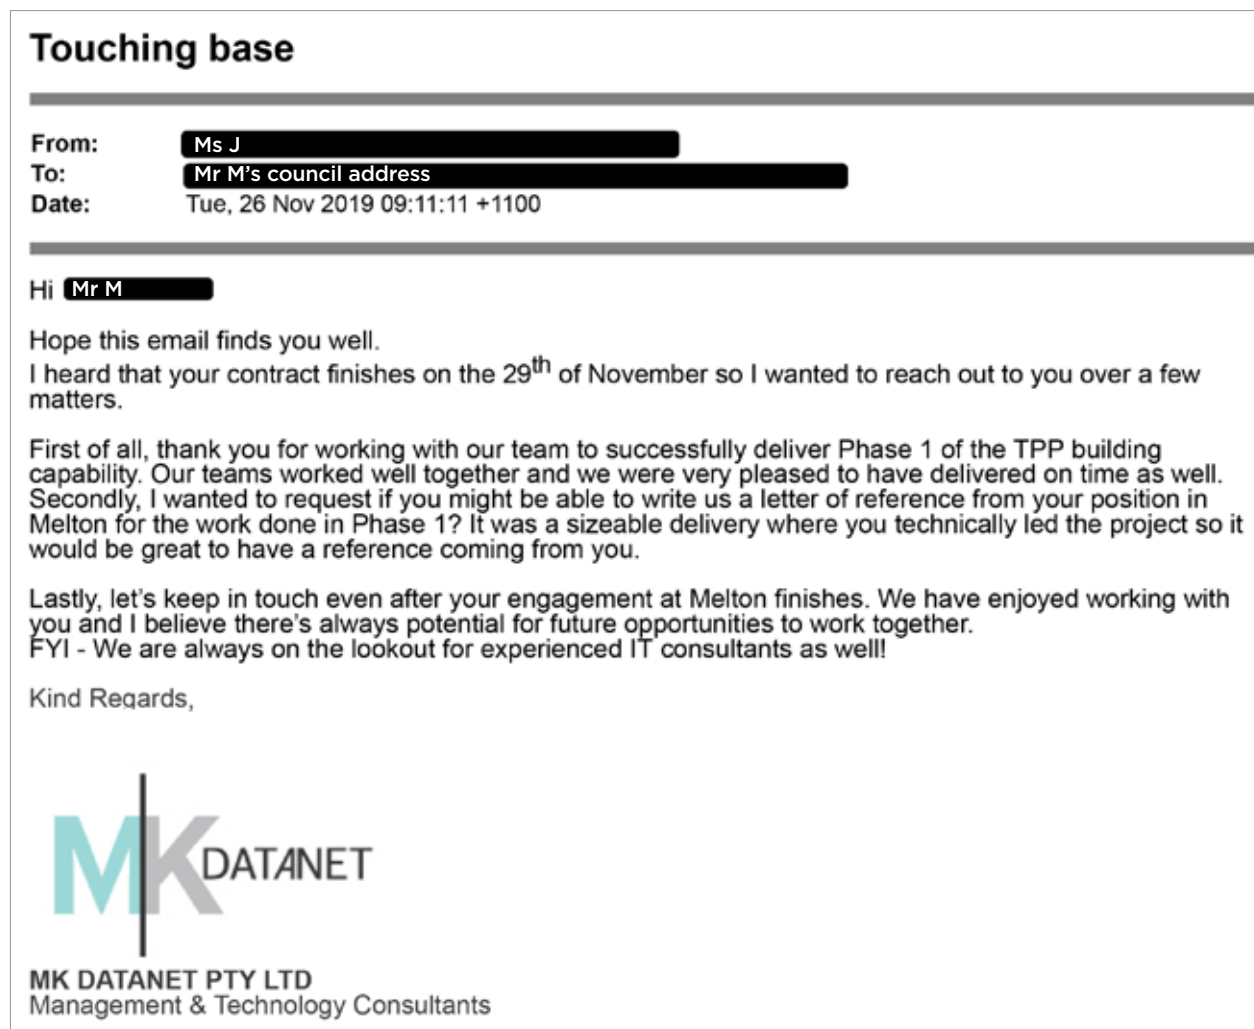 Touching base
From: Ms J
To: Mr M’s council address
Date: Tue, 26 Nov 2019 09:11:11 +1100
Hi Mr M
Hope this email finds you well.
I heard that your contract finishes on the 29th of November so I wanted to reach out to you over a few
matters.
First of all, thank you for working with our team to successfully deliver Phase 1 of the TPP building
capability. Our teams worked well together and we were very pleased to have delivered on time as well.
Secondly, I wanted to request if you might be able to write us a letter of reference from your position in
Melton for the work done in Phase 1? It was a sizeable delivery where you technically led the project so it
would be great to have a reference coming from you.
Lastly, let’s keep in touch even after your engagement at Melton finishes. We have enjoyed working with
you and I believe there’s always potential for future opportunities to work together.
FYI - We are always on the lookout for experienced IT consultants as well!
Kind Regards,
MK DATANET
MK DATANET PTY LTD
Management & Technology Consultants